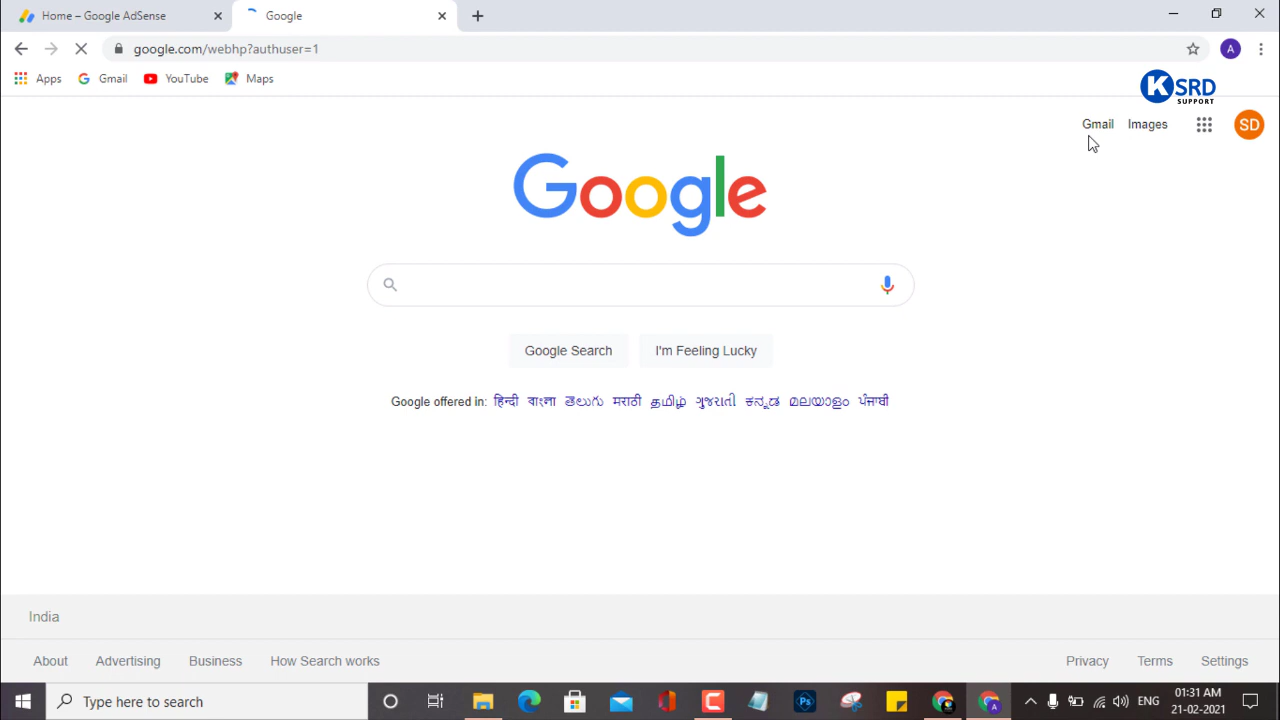 Home – Google AdSense
Google
google.com/webhp?authuser=1
A
Apps
Gmail
YouTube
Maps
KSRD
SUPPORT
Gmail
Images
SD
Google
Google Search
I'm Feeling Lucky
Google offered in: हिन्दी বাংলা తెలుగు मराठी தமிழ் ગુજરાતી ಕನ್ನಡ മലയാളം ਪੰਜਾਬੀ
India
About
Advertising
Business
How Search works
Privacy
Terms
Settings
Type here to search
Ps
A
ENG
01:31 AM
21-02-2021